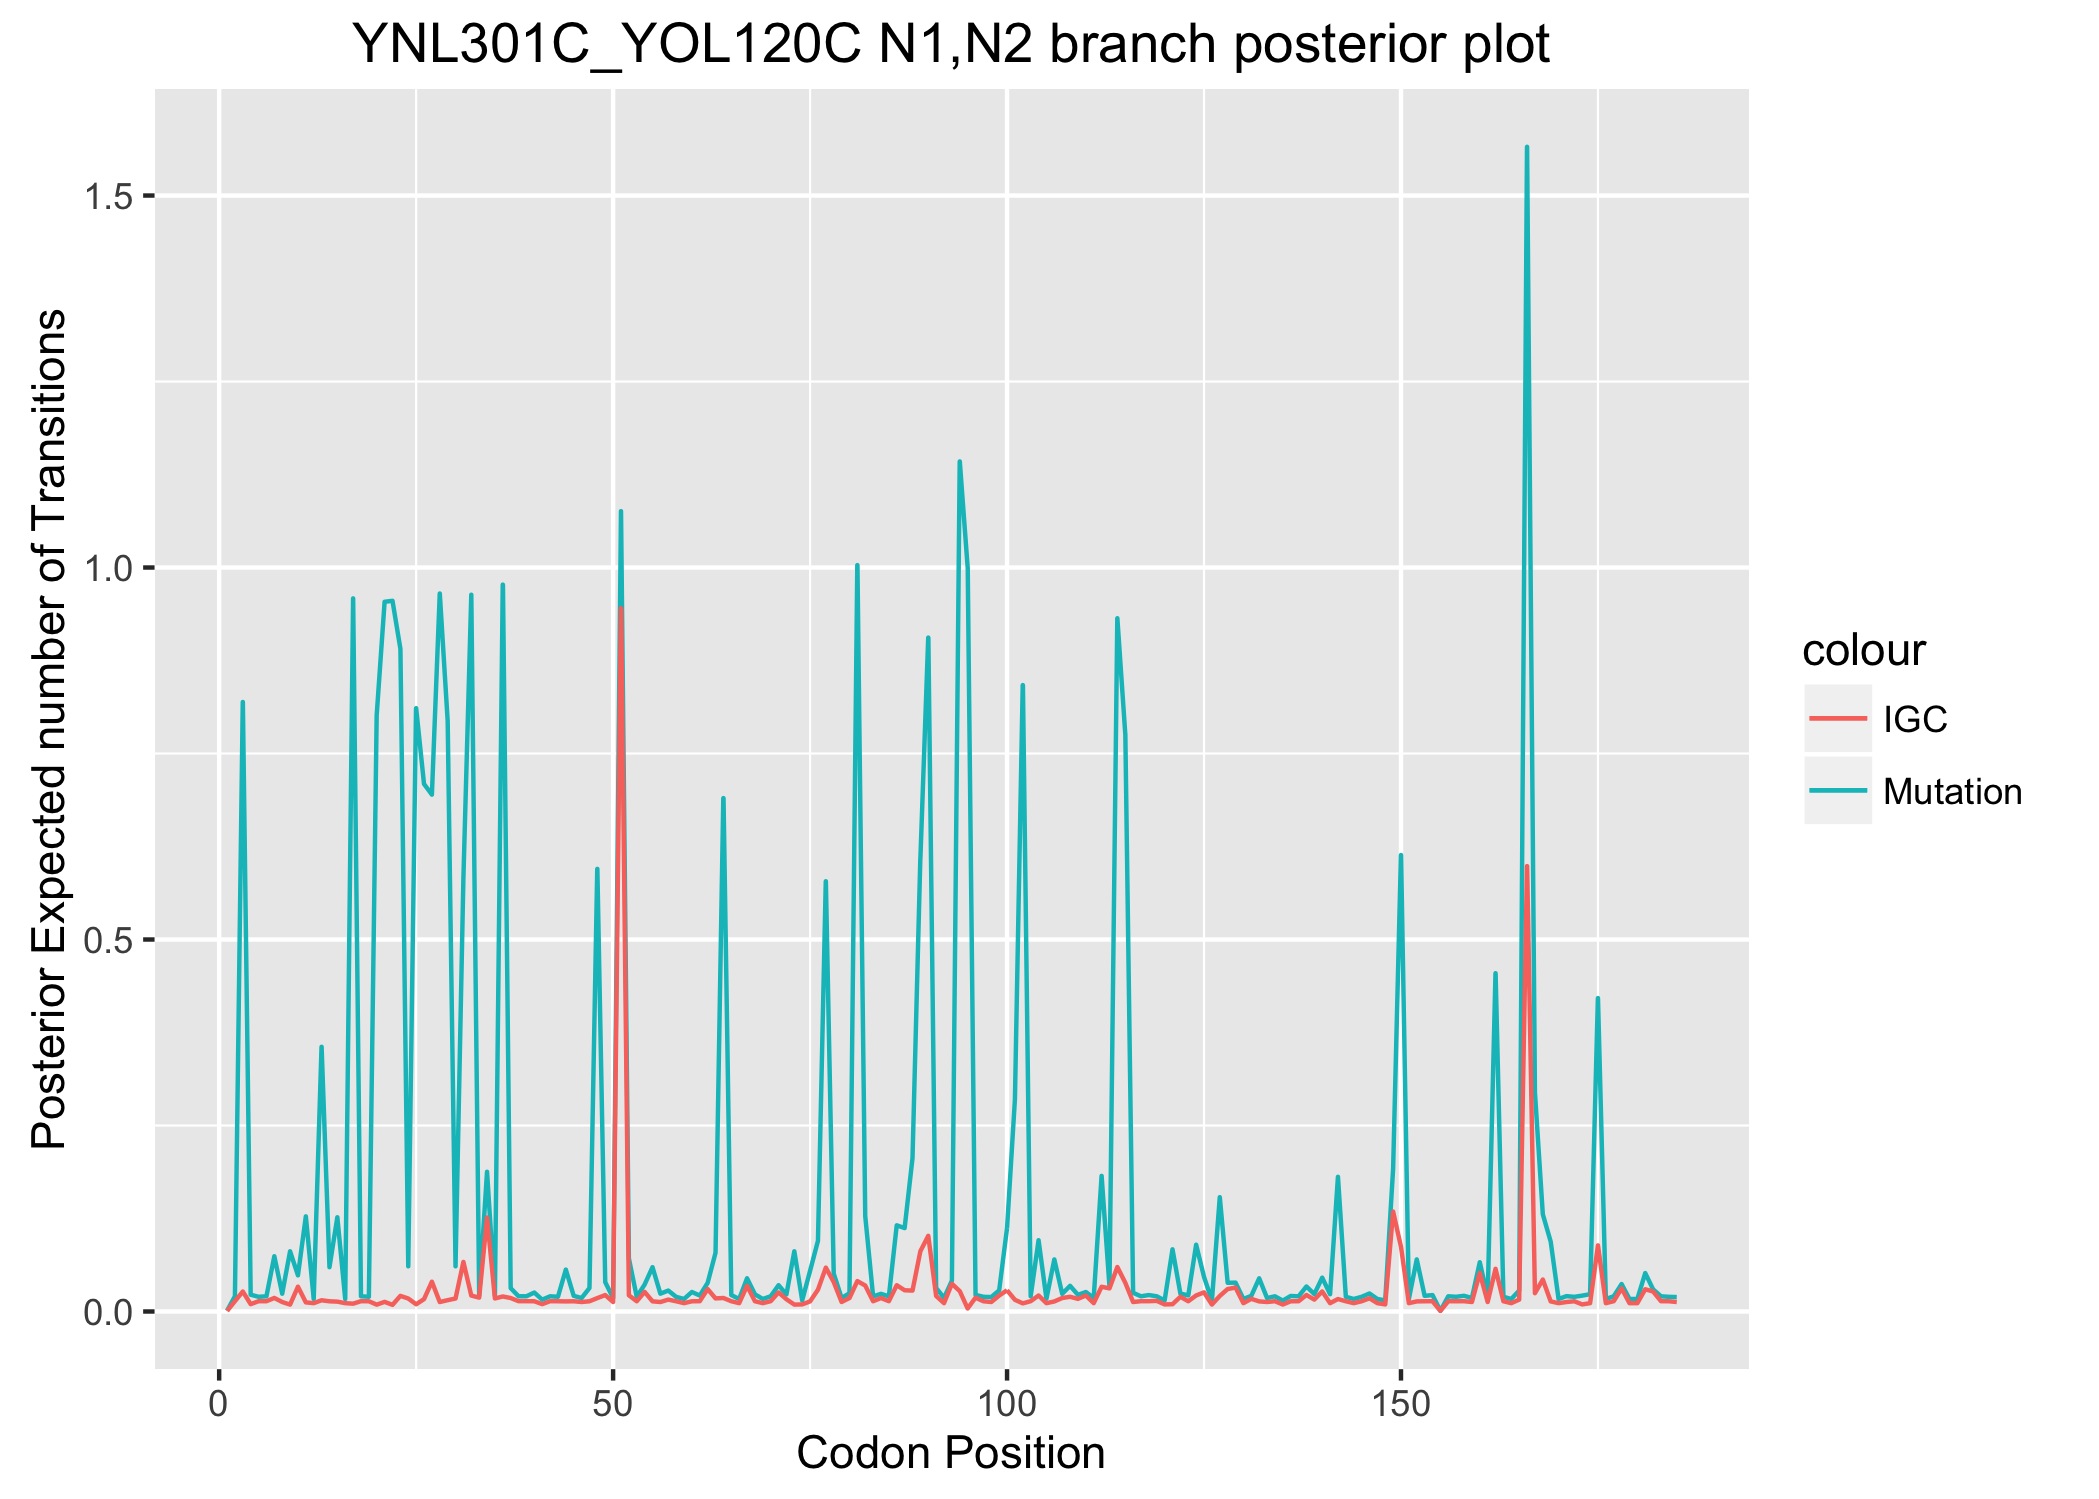 YNL301C_YOL120C N1,N2 branch posterior plot
Posterior Expected number of Transitions
1.5
1.0
0.5
0.0
0
50
100
150
Codon Position
colour
IGC
Mutation